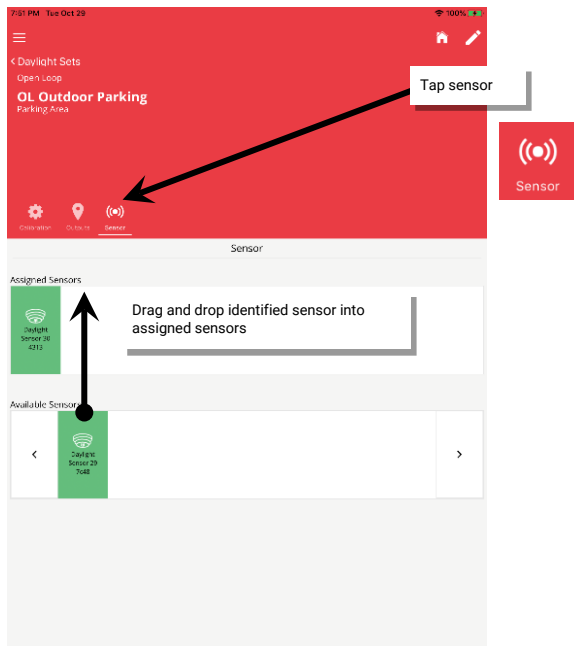 7:51 PM Tue Oct 29
100%
Daylight Sets
Open Loop
OL Outdoor Parking
Parking Area
Tap sensor
Sensor
Calibration
Outputs
Sensor
Sensor
Assigned Sensors
Daylight
Sensor 30
4313
Drag and drop identified sensor into
assigned sensors
Available Sensors
Daylight
Sensor 29
7c48